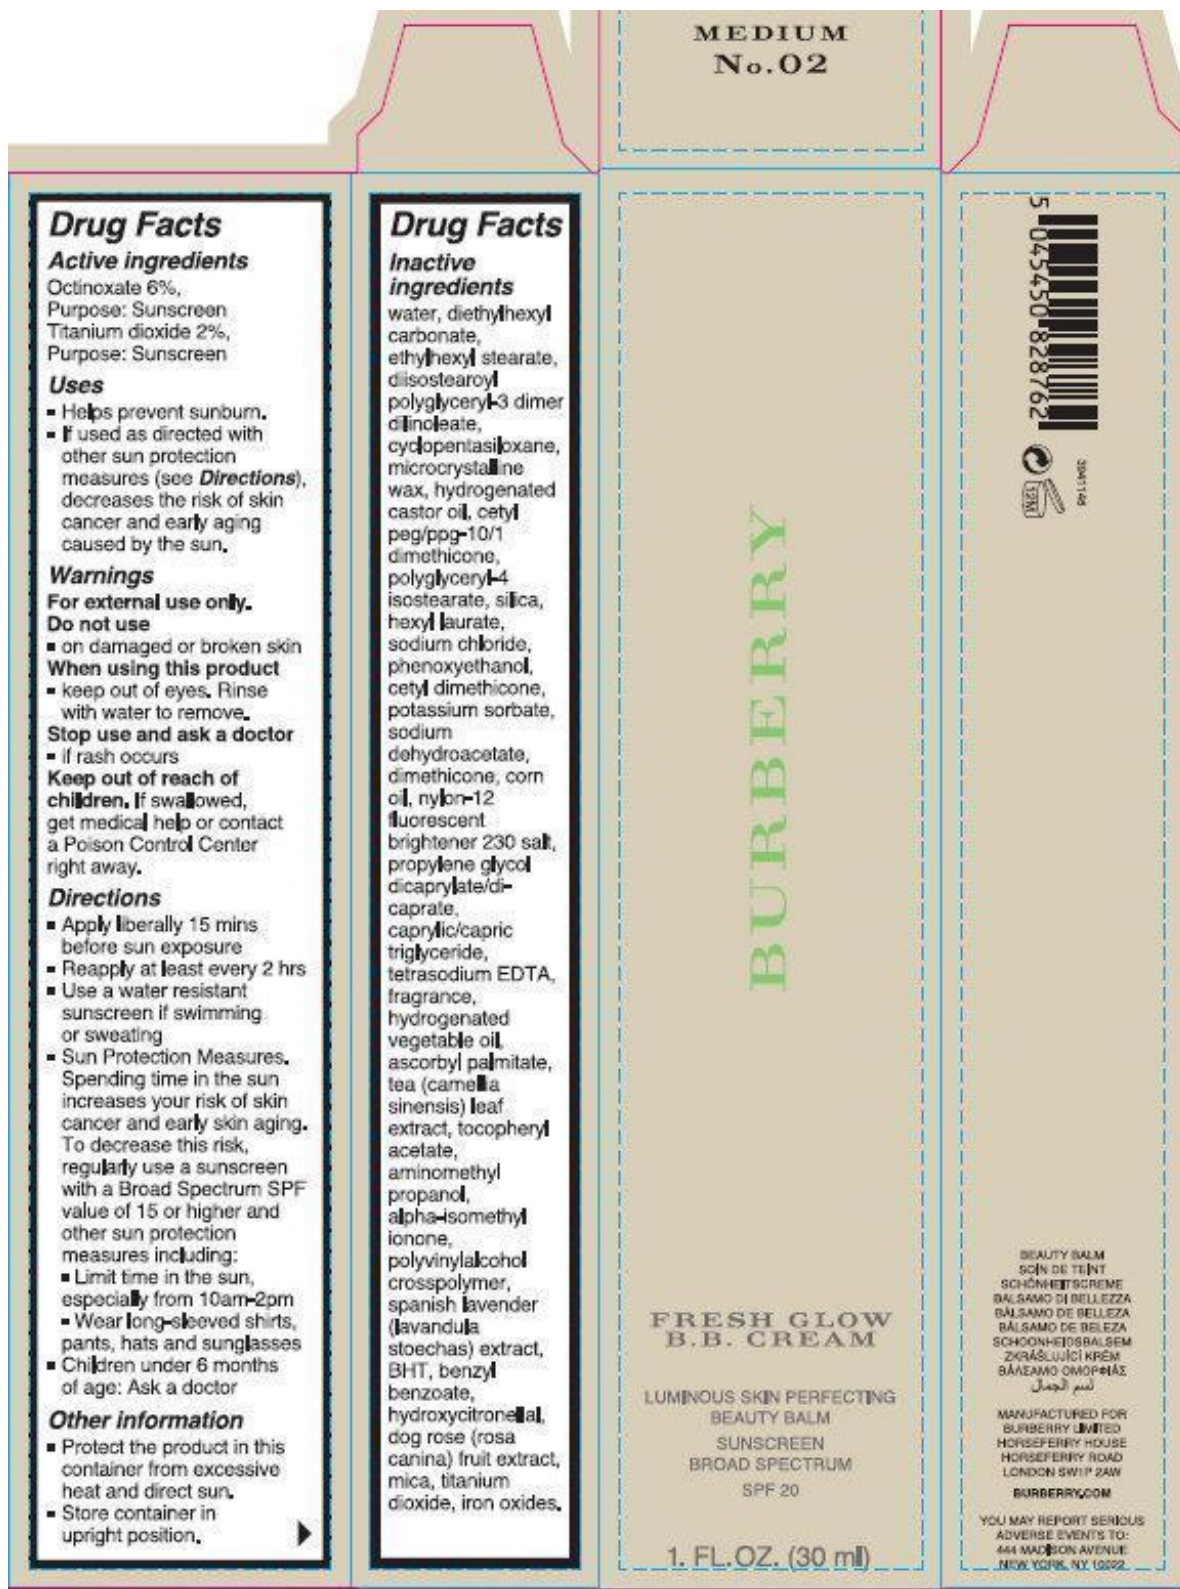 MEDIUM
No.02
Drug Facts
Active ingredients
Octinoxate 6%,
Purpose: Sunscreen
Titanium dioxide 2%,
Purpose: Sunscreen
Uses
▪ Helps prevent sunburn.
▪ If used as directed with
other sun protection
measures (see Directions),
decreases the risk of skin
cancer and early aging
caused by the sun.
Warnings
For external use only.
Do not use
▪ on damaged or broken skin
When using this product
▪ keep out of eyes. Rinse
with water to remove.
Stop use and ask a doctor
▪ if rash occurs
Keep out of reach of
children. If swallowed,
get medical help or contact
a Poison Control Center
right away.
Directions
▪ Apply liberally 15 mins
before sun exposure
▪ Reapply at least every 2 hrs
▪ Use a water resistant
sunscreen if swimming
or sweating
▪ Sun Protection Measures.
Spending time in the sun
increases your risk of skin
cancer and early skin aging.
To decrease this risk,
regularly use a sunscreen
with a Broad Spectrum SPF
value of 15 or higher and
other sun protection
measures including:
▪ Limit time in the sun,
especially from 10am-2pm
▪ Wear long-sleeved shirts,
pants, hats and sunglasses
▪ Children under 6 months
of age: Ask a doctor
Other information
▪ Protect the product in this
container from excessive
heat and direct sun.
▪ Store container in
upright position.
Drug Facts
Inactive
ingredients
water, diethylhexyl
carbonate,
ethylhexyl stearate,
diisostearoyl
polyglyceryl-3 dimer
dilinoleate,
cyclopentasiloxane,
microcrystalline
wax, hydrogenated
castor oil, cetyl
peg/ppg-10/1
dimethicone,
polyglyceryl-4
isostearate, silica,
hexyl laurate,
sodium chloride,
phenoxyethanol,
cetyl dimethicone,
potassium sorbate,
sodium
dehydroacetate,
dimethicone, corn
oil, nylon-12
fluorescent
brightener 230 salt,
propylene glycol
dicaprylate/di-
caprate,
caprylic/capric
triglyceride,
tetrasodium EDTA,
fragrance,
hydrogenated
vegetable oil,
ascorbyl palmitate,
tea (camellia
sinensis) leaf
extract, tocopheryl
acetate,
aminomethyl
propanol,
alpha-isomethyl
ionone,
polyvinylalcohol
crosspolymer,
spanish lavender
(lavandula
stoechas) extract,
BHT, benzyl
benzoate,
hydroxycitronellal,
dog rose (rosa
canina) fruit extract,
mica, titanium
dioxide, iron oxides.
BURBERRY
FRESH GLOW
B.B. CREAM
LUMINOUS SKIN PERFECTING
BEAUTY BALM
SUNSCREEN
BROAD SPECTRUM
SPF 20
1. FL.OZ. (30 ml)
5 045450 828762
12M
3941148
BEAUTY BALM
SOIN DE TEINT
SCHÖNHEITSCREME
BALSAMO DI BELLEZZA
BÁLSAMO DE BELLEZA
BÁLSAMO DE BELEZA
SCHOONHEIDSBALSEM
ZKRÁŠLUJÍCÍ KRÉM
ΒΆΛΣΑΜΟ ΟΜΟΡΦΙΆΣ
الجمال
MANUFACTURED FOR
BURBERRY LIMITED
HORSEFERRY HOUSE
HORSEFERRY ROAD
LONDON SW1P 2AW
BURBERRY.COM
YOU MAY REPORT SERIOUS
ADVERSE EVENTS TO:
444 MADISON AVENUE
NEW YORK, NY 10022